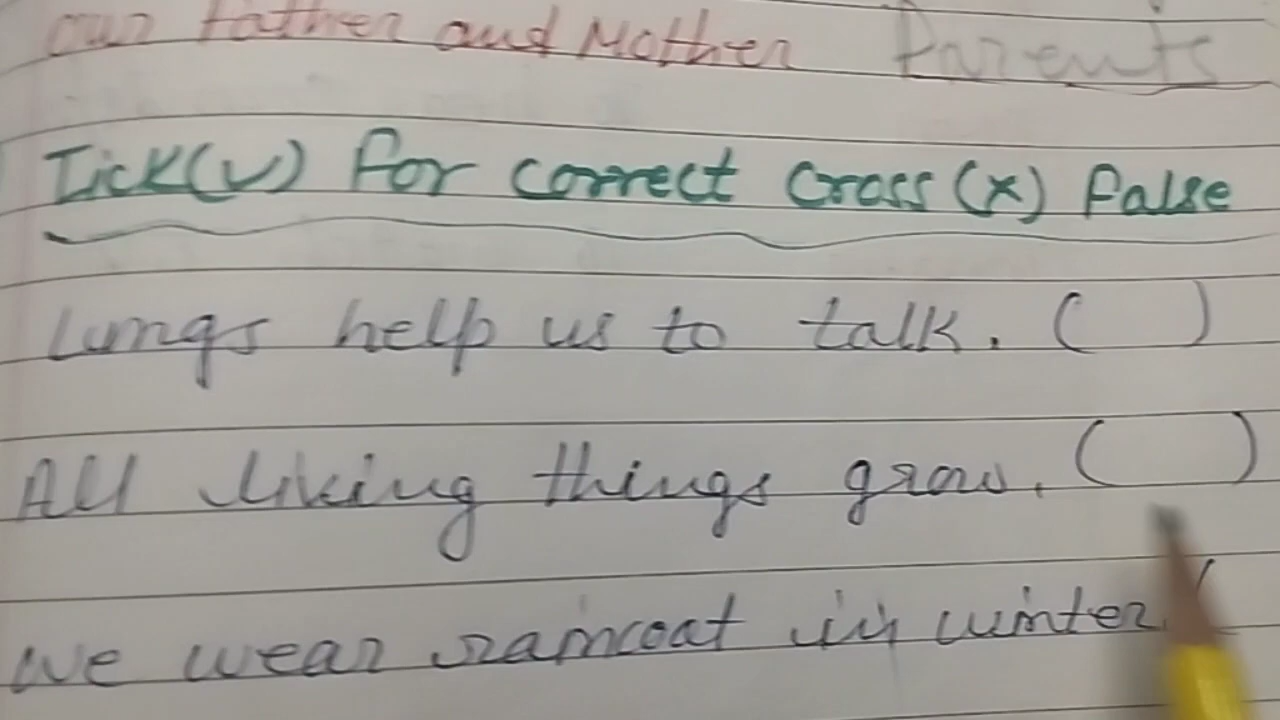 our father and Mother Parents
Tick(✓) for correct cross (x) false
Lungs help us to talk. ( )
All living things grow. ( )
we wear raincoat in winter. (